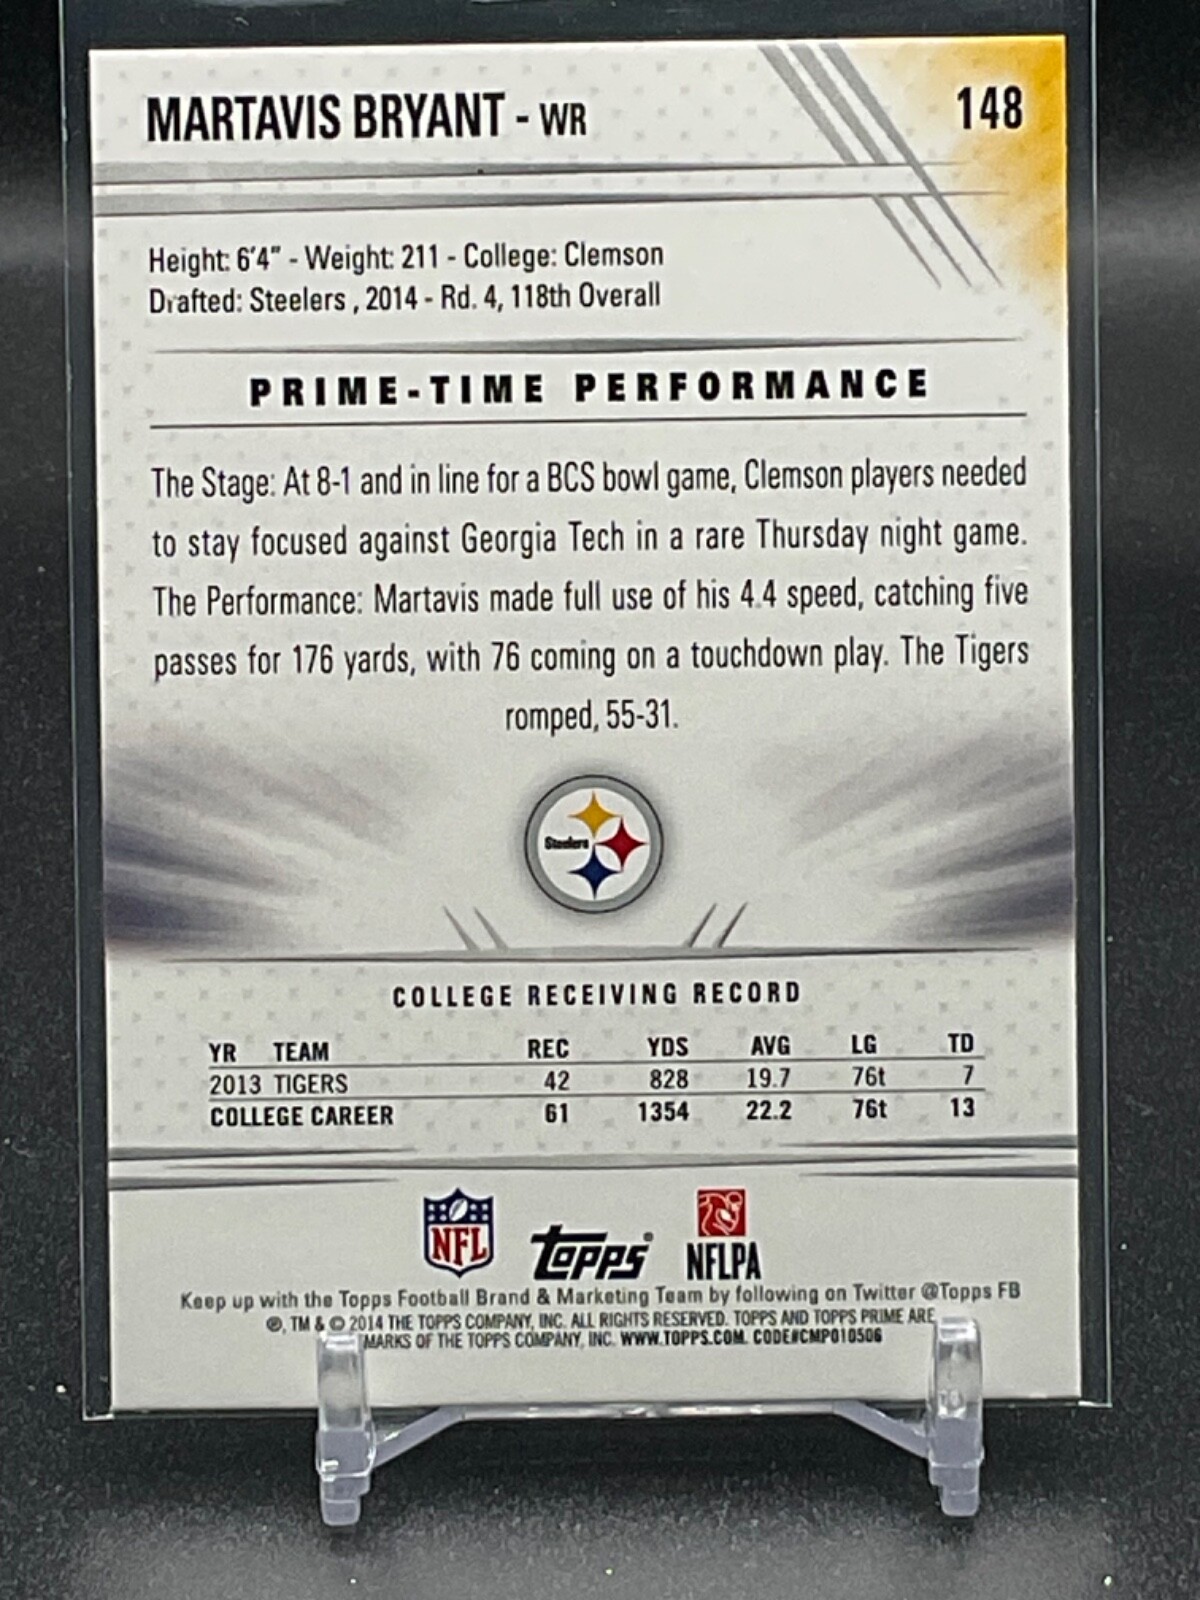 MARTAVIS BRYANT - WR
148
Height: 6'4" - Weight: 211 - College: Clemson
Drafted: Steelers , 2014 - Rd. 4, 118th Overall
PRIME-TIME PERFORMANCE
The Stage: At 8-1 and in line for a BCS bowl game, Clemson players needed
to stay focused against Georgia Tech in a rare Thursday night game.
The Performance: Martavis made full use of his 4.4 speed, catching five
passes for 176 yards, with 76 coming on a touchdown play. The Tigers
romped, 55-31.
Steelers
COLLEGE RECEIVING RECORD
YR TEAM REC YDS AVG LG TD
2013 TIGERS 42 828 19.7 76t 7
COLLEGE CAREER 61 1354 22.2 76t 13
NFL topps® NFLPA
Keep up with the Topps Football Brand & Marketing Team by following on Twitter @Topps FB
®, TM & © 2014 THE TOPPS COMPANY, INC. ALL RIGHTS RESERVED. TOPPS AND TOPPS PRIME ARE
MARKS OF THE TOPPS COMPANY, INC. WWW.TOPPS.COM. CODE#CMP010506